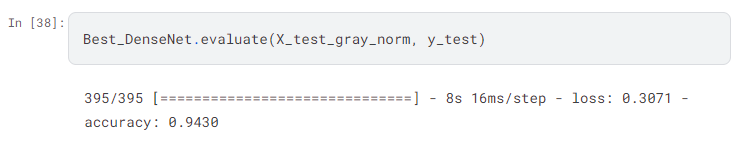 In [38]:
Best_DenseNet.evaluate(X_test_gray_norm, y_test)
395/395 [==============================] - 8s 16ms/step - loss: 0.3071 -
accuracy: 0.9430